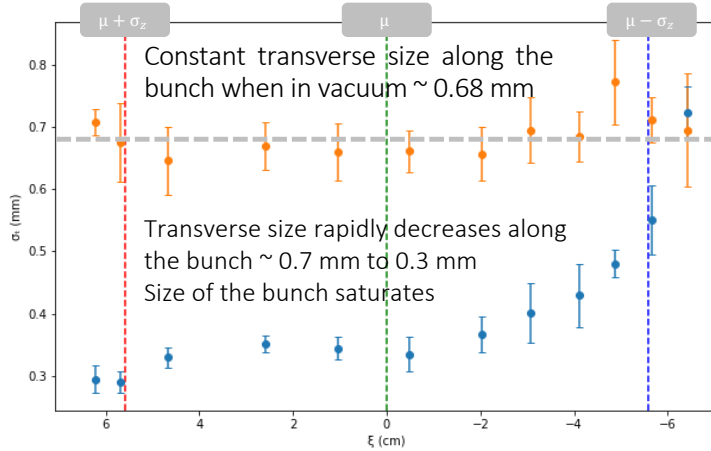 μ + σz
μ
μ − σz
Constant transverse size along the
bunch when in vacuum ~ 0.68 mm
Transverse size rapidly decreases along
the bunch ~ 0.7 mm to 0.3 mm
Size of the bunch saturates
σt (mm)
0.8
0.7
0.6
0.5
0.4
0.3
6
4
2
0
−2
−4
−6
ξ (cm)